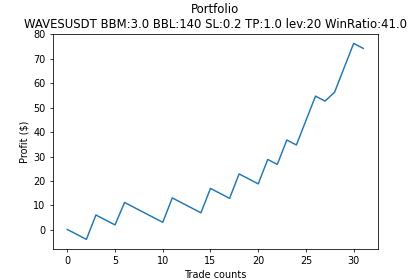 Portfolio
WAVESUSDT BBM:3.0 BBL:140 SL:0.2 TP:1.0 lev:20 WinRatio:41.0
80
70
60
50
40
30
20
10
0
Profit ($)
0 5 10 15 20 25 30
Trade counts